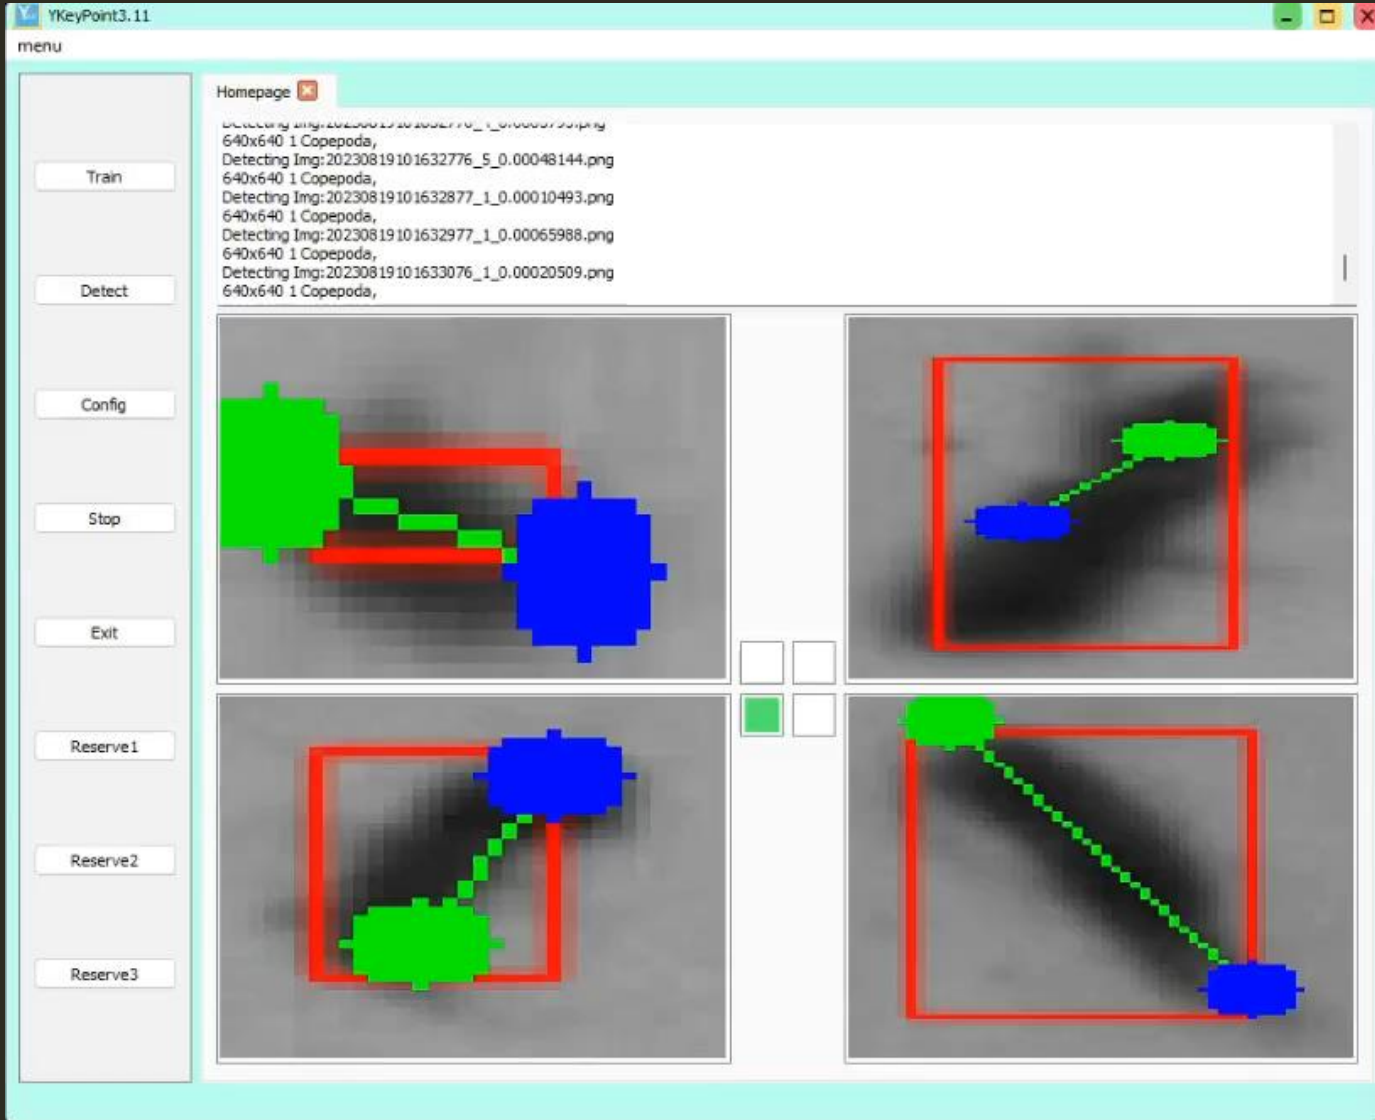 YKeyPoint3.11
menu
Train
Detect
Config
Stop
Exit
Reserve1
Reserve2
Reserve3
Homepage
640x640 1 Copepoda,
Detecting Img:20230819101632776_5_0.00048144.png
640x640 1 Copepoda,
Detecting Img:20230819101632877_1_0.00010493.png
640x640 1 Copepoda,
Detecting Img:20230819101632977_1_0.00065988.png
640x640 1 Copepoda,
Detecting Img:20230819101633076_1_0.00020509.png
640x640 1 Copepoda,